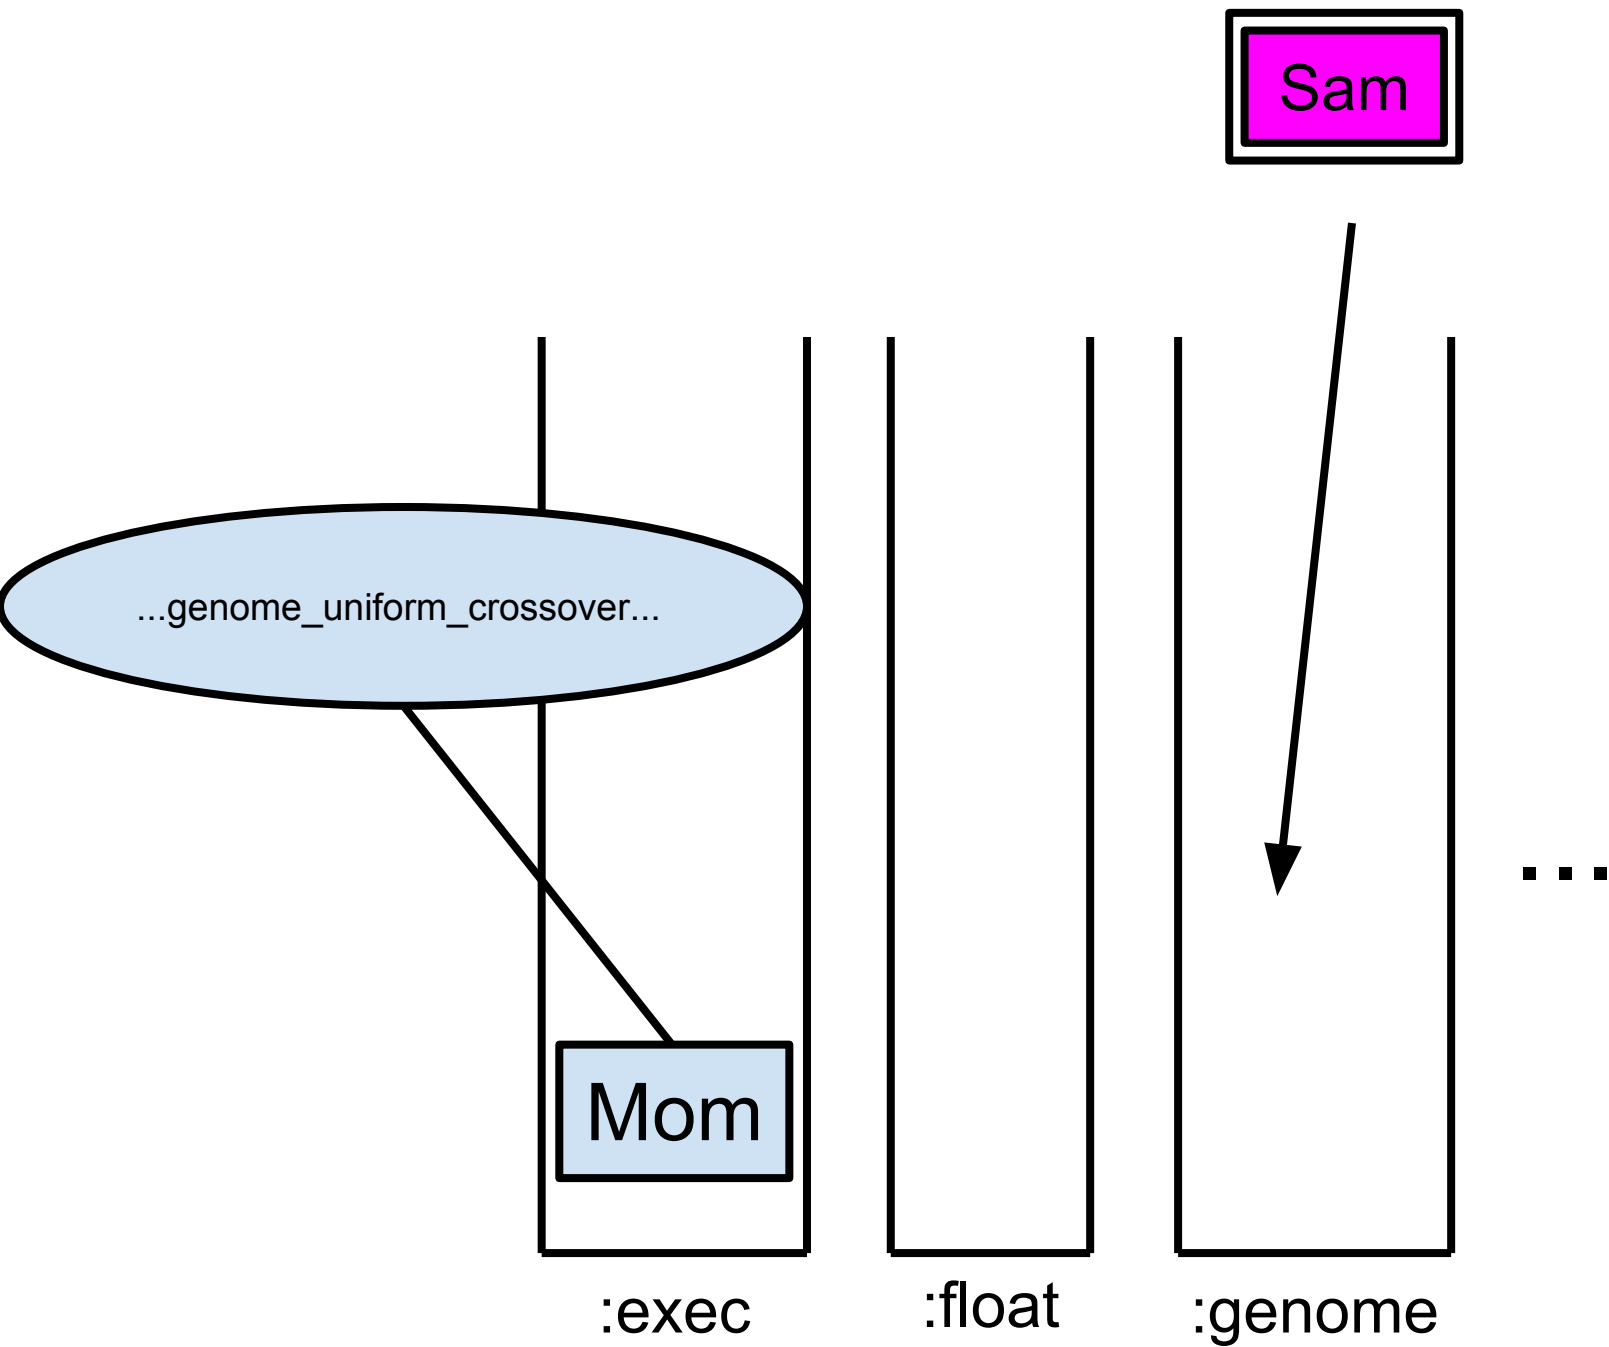 Sam
...genome_uniform_crossover...
...
Mom
:exec
:float
:genome